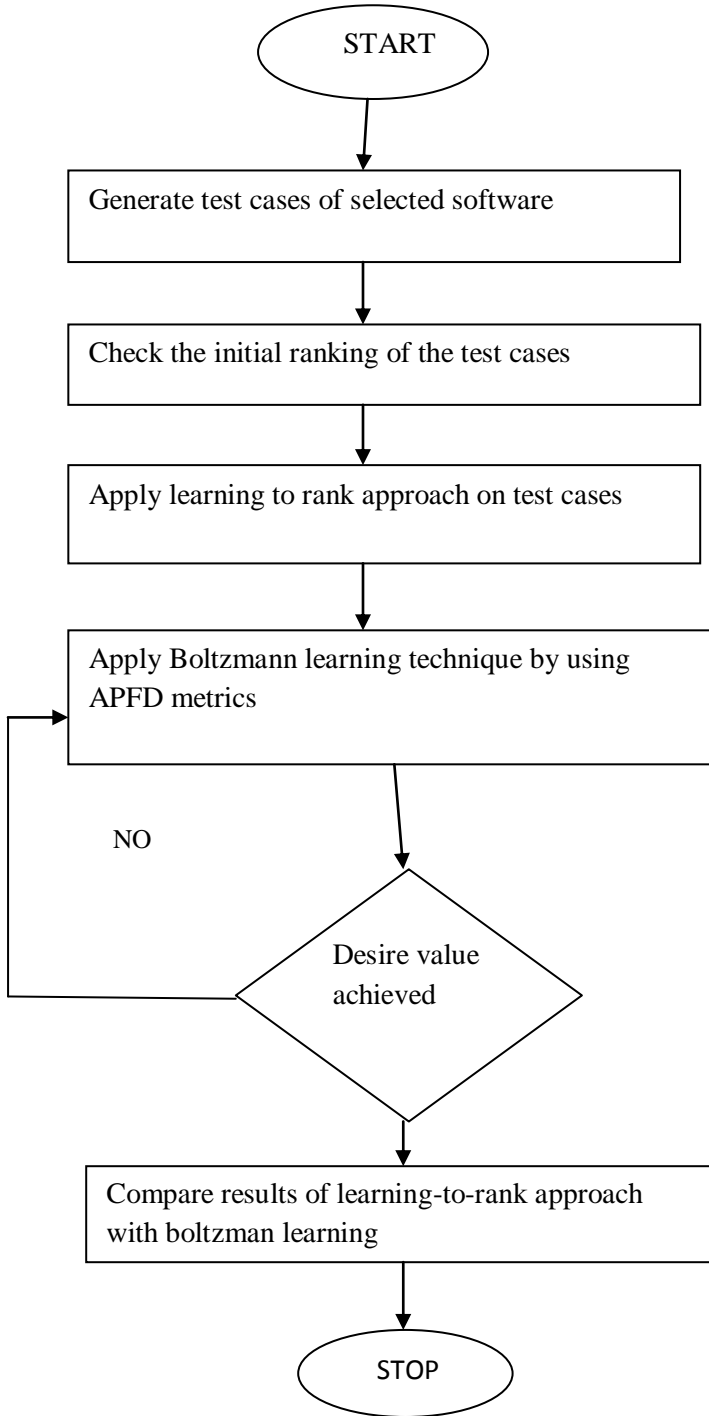 START
Generate test cases of selected software
Check the initial ranking of the test cases
Apply learning to rank approach on test cases
Apply Boltzmann learning technique by using
APFD metrics
NO
Desire value
achieved
Compare results of learning-to-rank approach
with boltzman learning
STOP